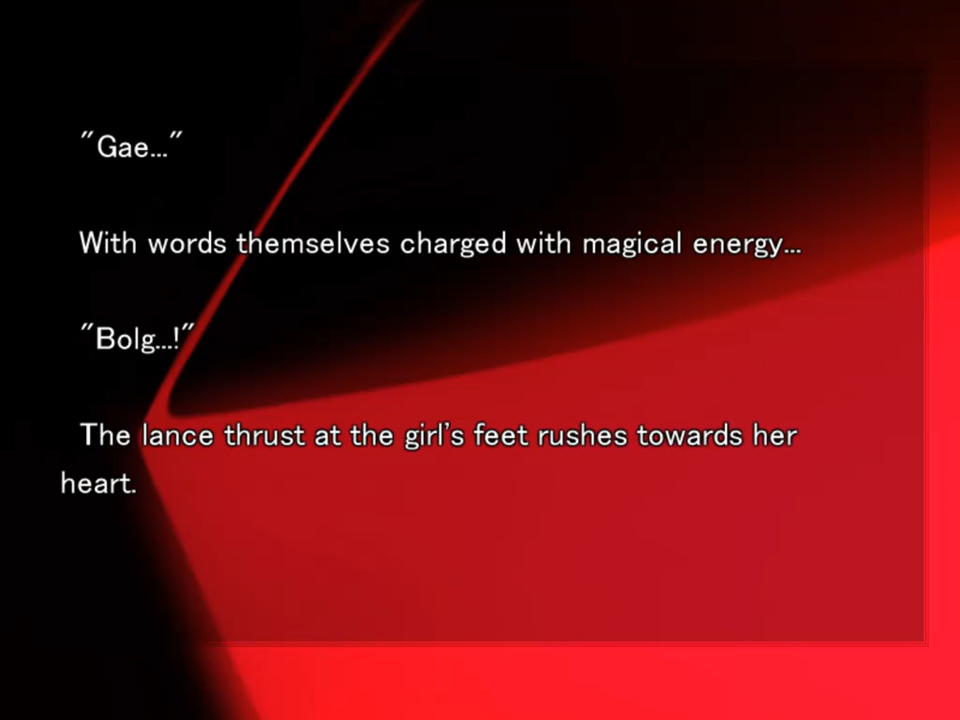 "Gae..."
With words themselves charged with magical energy...
"Bolg...!"
The lance thrust at the girl's feet rushes towards her
heart.